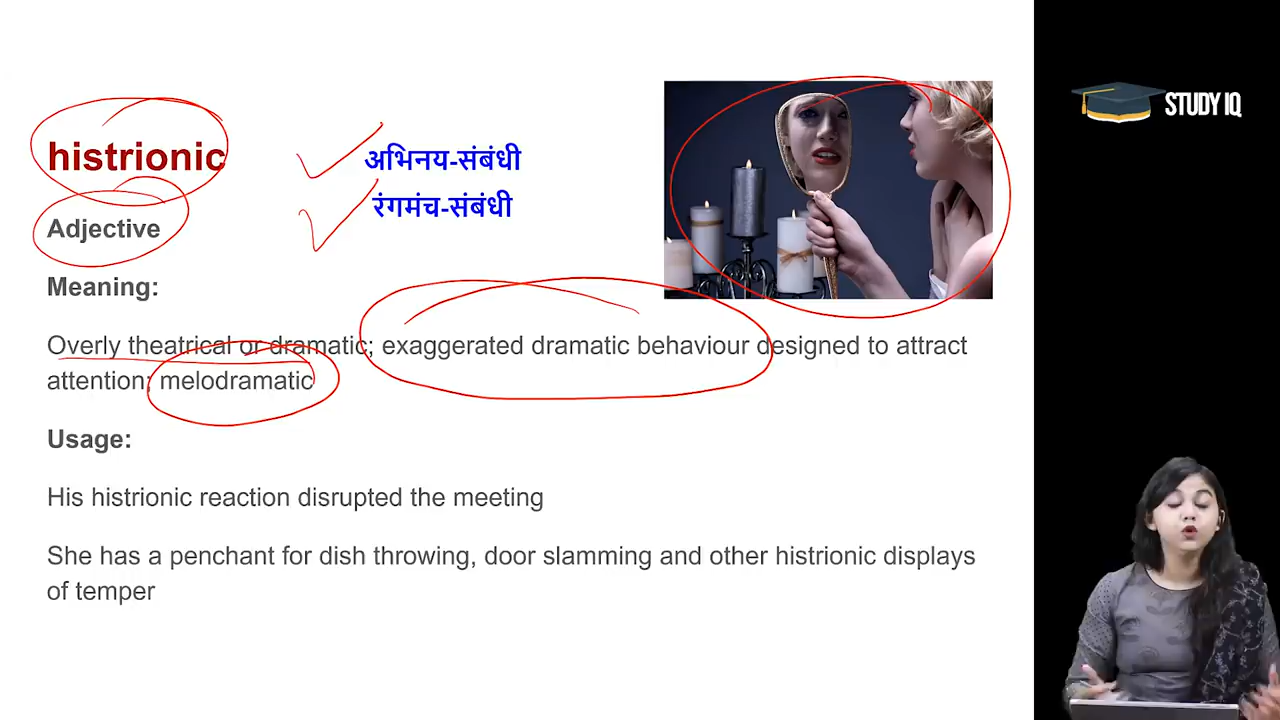 histrionic
अभिनय-संबंधी
रंगमंच-संबंधी
Adjective
Meaning:
Overly theatrical or dramatic; exaggerated dramatic behaviour designed to attract
attention; melodramatic
Usage:
His histrionic reaction disrupted the meeting
She has a penchant for dish throwing, door slamming and other histrionic displays
of temper
STUDY IQ